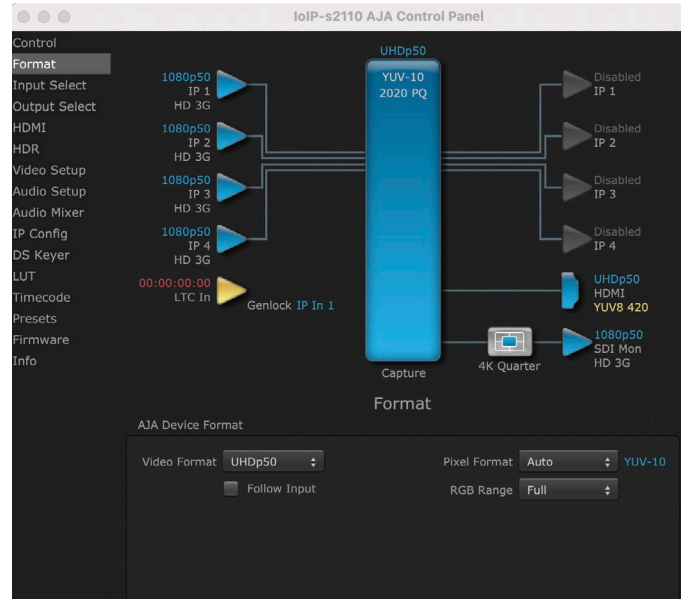 IoIP-s2110 AJA Control Panel
Control
Format
Input Select
Output Select
HDMI
HDR
Video Setup
Audio Setup
Audio Mixer
IP Config
DS Keyer
LUT
Timecode
Presets
Firmware
Info
UHDp50
YUV-10
2020 PQ
1080p50
IP 1
HD 3G
1080p50
IP 2
HD 3G
1080p50
IP 3
HD 3G
1080p50
IP 4
HD 3G
00:00:00:00
LTC In
Genlock IP In 1
Disabled
IP 1
Disabled
IP 2
Disabled
IP 3
Disabled
IP 4
UHDp50
HDMI
YUV8 420
1080p50
SDI Mon
HD 3G
4K Quarter
Capture
Format
AJA Device Format
Video Format UHDp50
Follow Input
Pixel Format Auto YUV-10
RGB Range Full